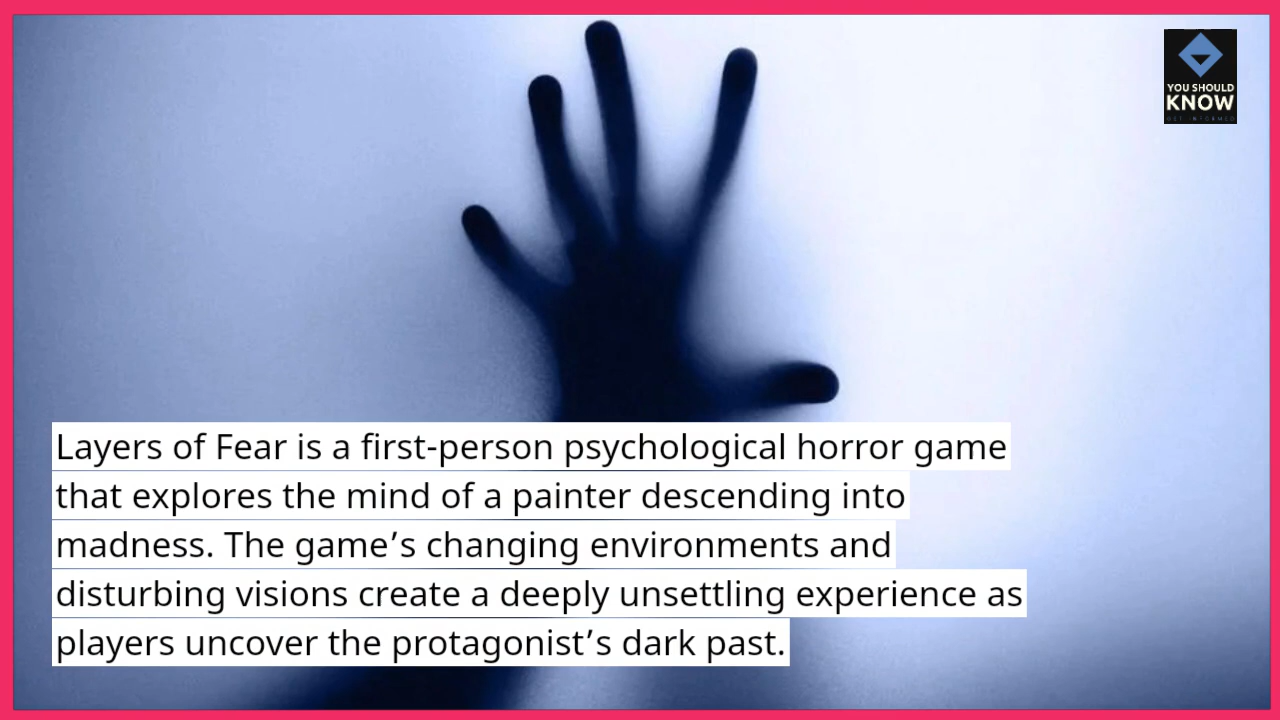 YOU SHOULD
KNOW
GET INFORMED
Layers of Fear is a first-person psychological horror game
that explores the mind of a painter descending into
madness. The game’s changing environments and
disturbing visions create a deeply unsettling experience as
players uncover the protagonist’s dark past.